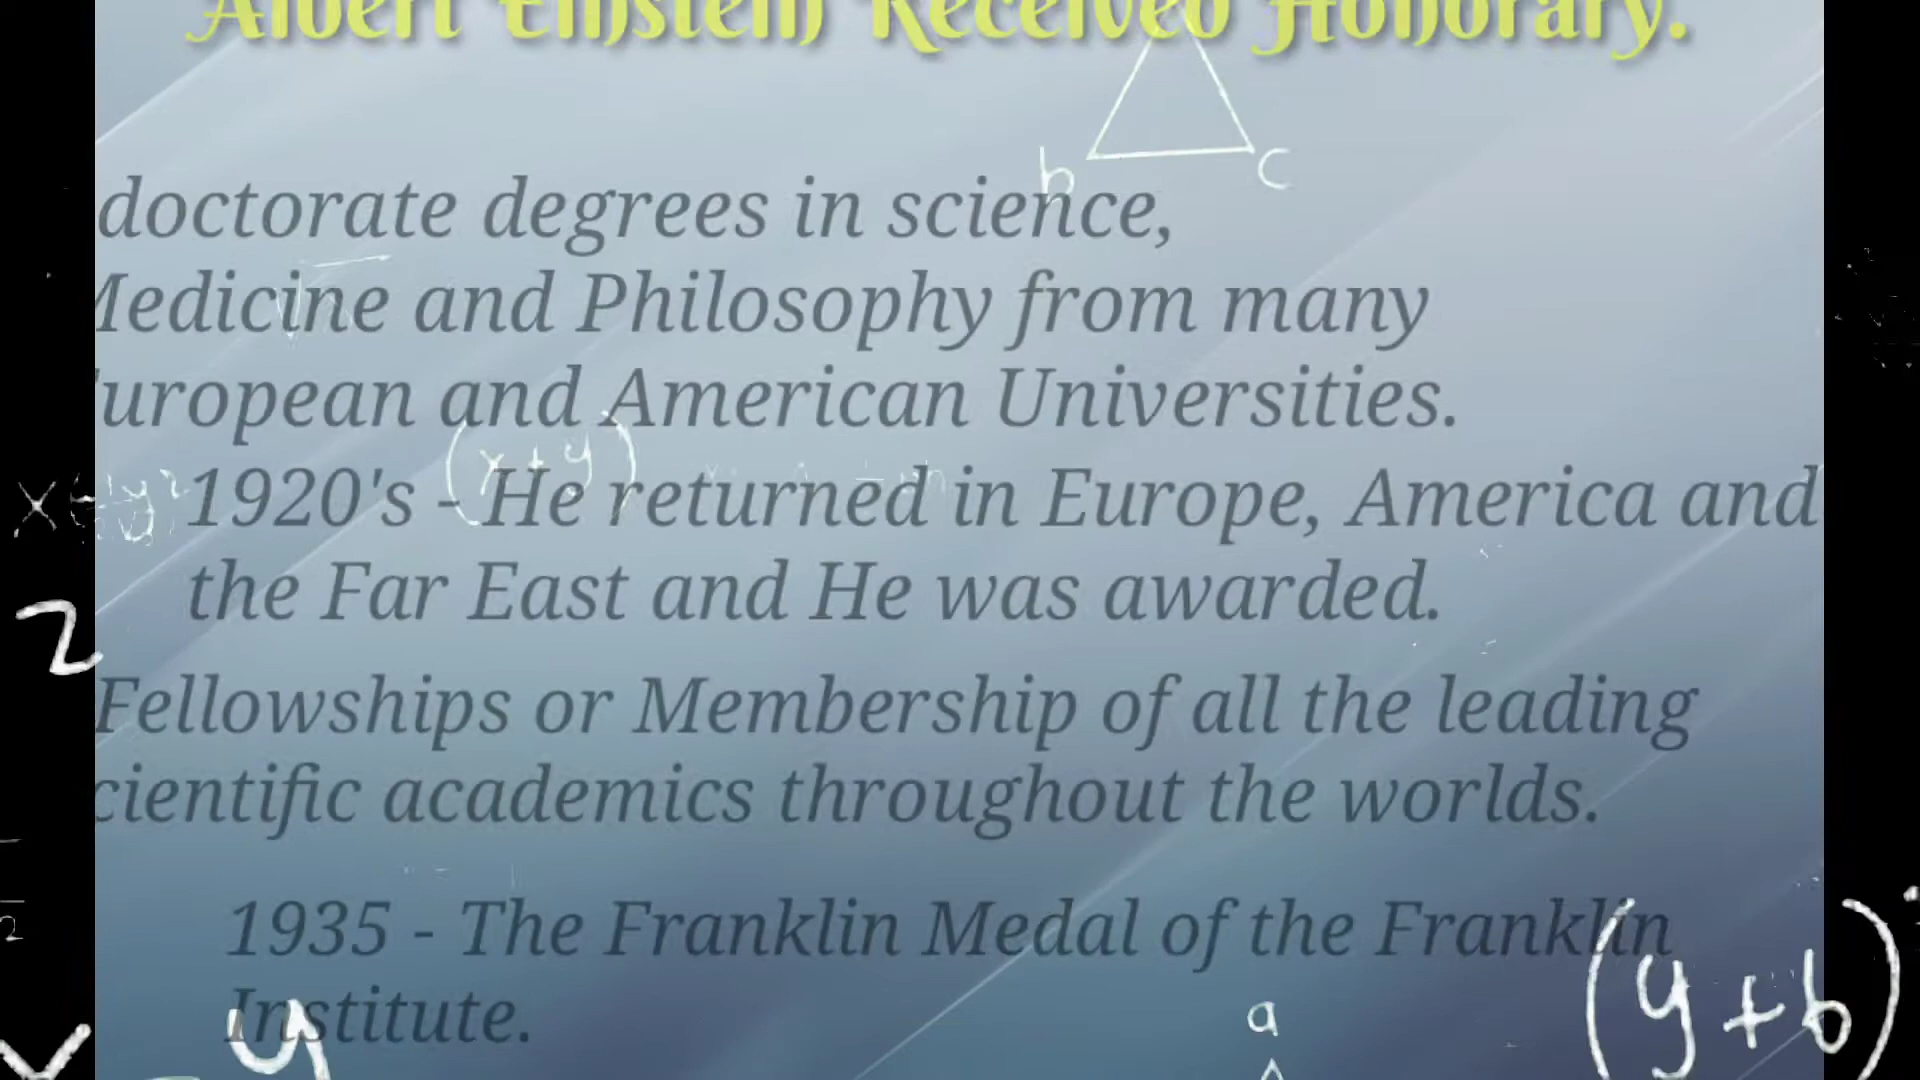 Albert Einstein Received Honorary.
b c
doctorate degrees in science,
Medicine and Philosophy from many
European and American Universities.
(x+y)
1920's - He returned in Europe, America and
the Far East and He was awarded.
2
Fellowships or Membership of all the leading
cientific academics throughout the worlds.
1935 - The Franklin Medal of the Franklin
Institute.
y
a
(y+b)